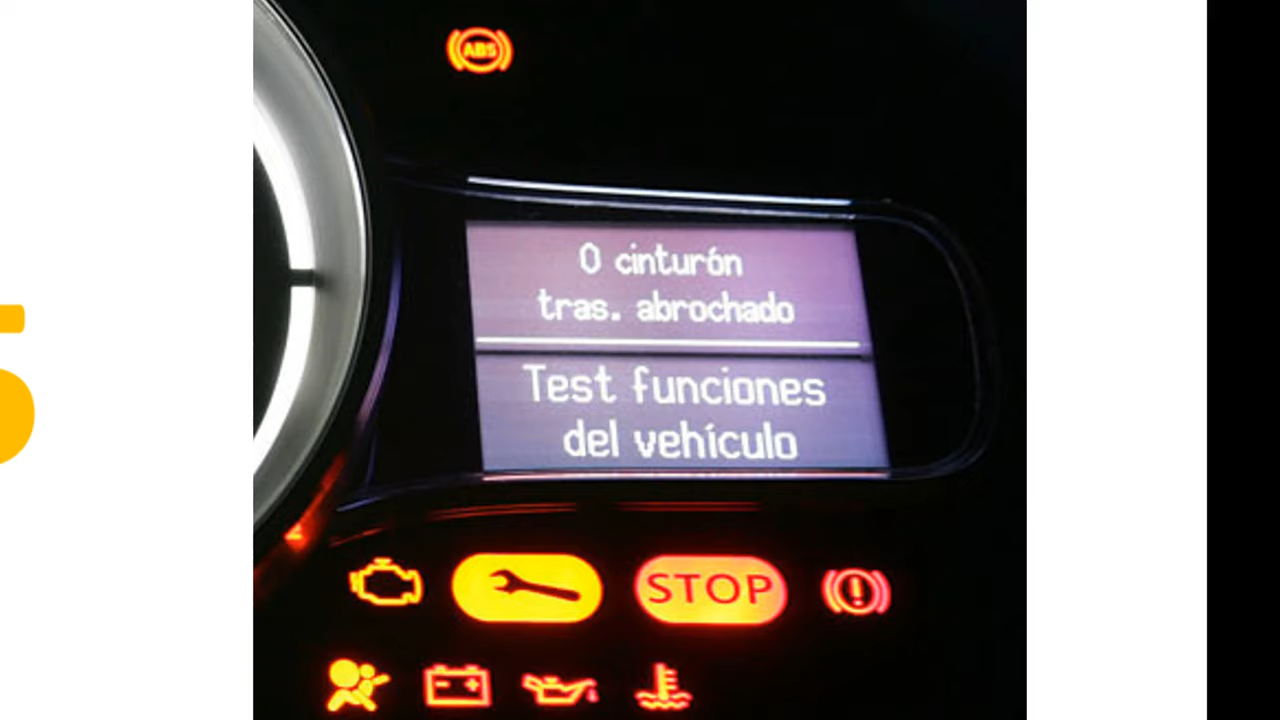 ABS
0 cinturón
tras. abrochado
Test funciones
del vehículo
STOP